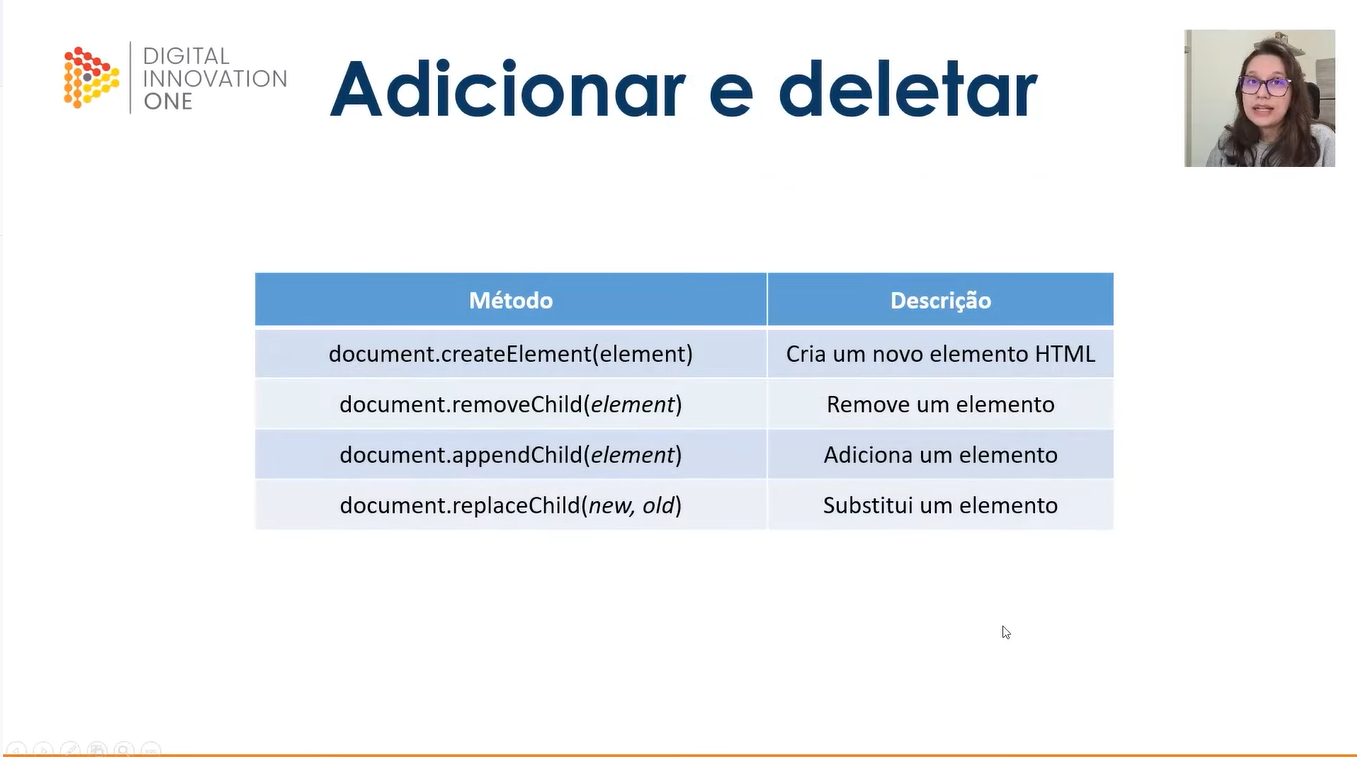 DIGITAL
INNOVATION
ONE
Adicionar e deletar
Método Descrição
document.createElement(element) Cria um novo elemento HTML
document.removeChild(element) Remove um elemento
document.appendChild(element) Adiciona um elemento
document.replaceChild(new, old) Substitui um elemento